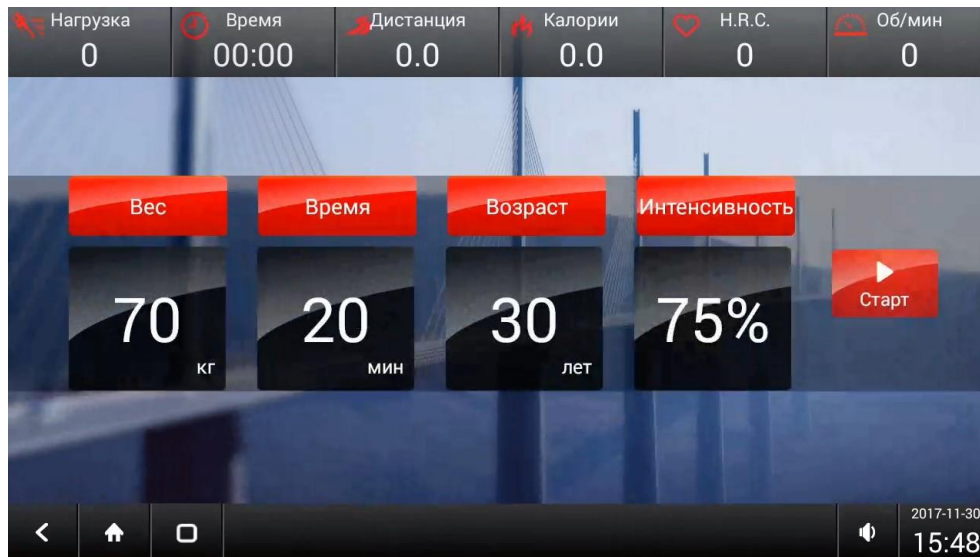 Нагрузка
0
Время
00:00
Дистанция
0.0
Калории
0.0
H.R.C.
0
Об/мин
0
Вес
Время
Возраст
Интенсивность
70
кг
20
мин
30
лет
75%
Старт
2017-11-30
15:48